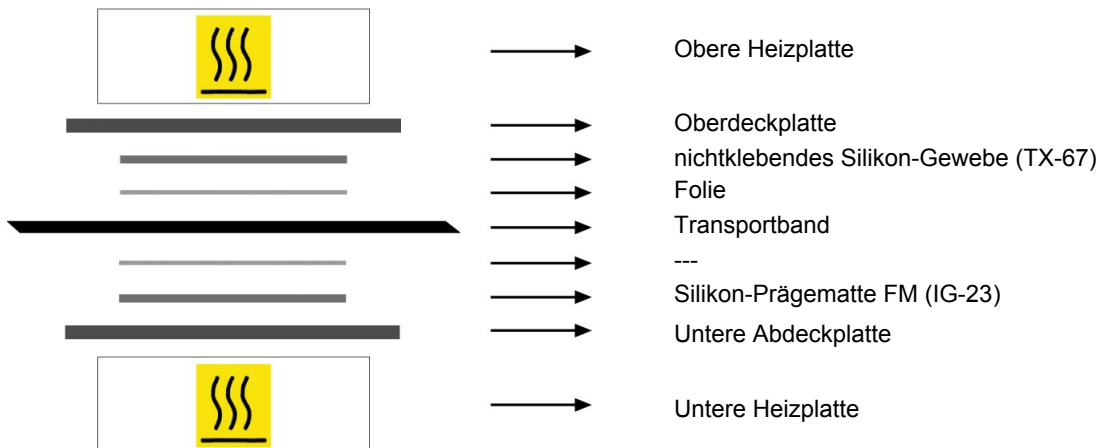 Obere Heizplatte
Oberdeckplatte
nichtklebendes Silikon-Gewebe (TX-67)
Folie
Transportband
---
Silikon-Prägematte FM (IG-23)
Untere Abdeckplatte
Untere Heizplatte